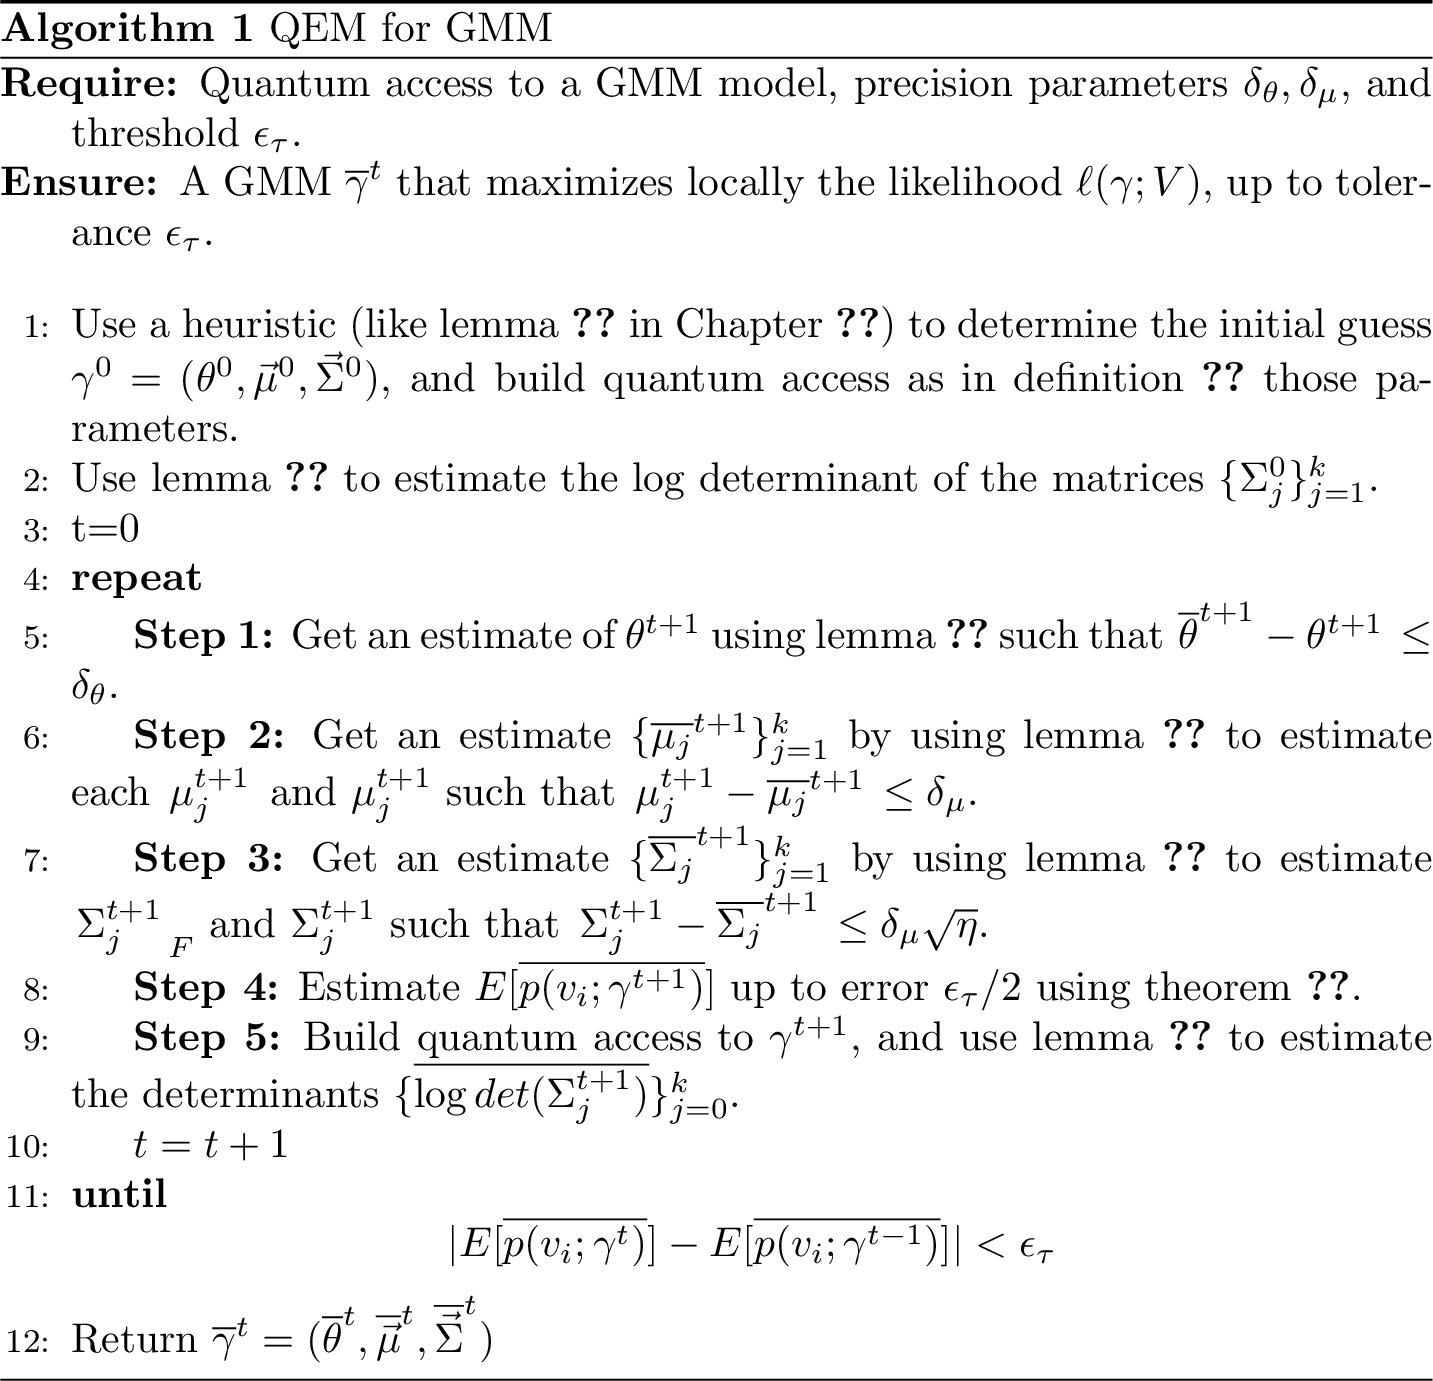 Algorithm 1 QEM for GMM
Require: Quantum access to a GMM model, precision parameters $\delta_\theta, \delta_\mu$, and
threshold $\epsilon_\tau$.
Ensure: A GMM $\overline{\gamma}^t$ that maximizes locally the likelihood $\ell(\gamma; V)$, up to toler-
ance $\epsilon_\tau$.
1: Use a heuristic (like lemma ?? in Chapter ??) to determine the initial guess
$\gamma^0 = (\theta^0, \vec{\mu}^0, \vec{\Sigma}^0)$, and build quantum access as in definition ?? those pa-
rameters.
2: Use lemma ?? to estimate the log determinant of the matrices $\{\Sigma_j^0\}_{j=1}^k$.
3: t=0
4: repeat
5: Step 1: Get an estimate of $\theta^{t+1}$ using lemma ?? such that $\overline{\theta}^{t+1} - \theta^{t+1} \leq$
$\delta_\theta$.
6: Step 2: Get an estimate $\{\overline{\mu_j}^{t+1}\}_{j=1}^k$ by using lemma ?? to estimate
each $\mu_j^{t+1}$ and $\mu_j^{t+1}$ such that $\mu_j^{t+1} - \overline{\mu_j}^{t+1} \leq \delta_\mu$.
7: Step 3: Get an estimate $\{\overline{\Sigma_j}^{t+1}\}_{j=1}^k$ by using lemma ?? to estimate
$\Sigma_j^{t+1}{}_F$ and $\Sigma_j^{t+1}$ such that $\Sigma_j^{t+1} - \overline{\Sigma_j}^{t+1} \leq \delta_\mu\sqrt{\eta}$.
8: Step 4: Estimate $E[\overline{p(v_i; \gamma^{t+1})}]$ up to error $\epsilon_\tau/2$ using theorem ??.
9: Step 5: Build quantum access to $\gamma^{t+1}$, and use lemma ?? to estimate
the determinants $\{\overline{\log det(\Sigma_j^{t+1})}\}_{j=0}^k$.
10: $t = t + 1$
11: until
$|E[\overline{p(v_i; \gamma^t)}] - E[\overline{p(v_i; \gamma^{t-1})}]| < \epsilon_\tau$
12: Return $\overline{\gamma}^t = (\overline{\theta}^t, \overline{\vec{\mu}}^t, \overline{\vec{\Sigma}}^t)$